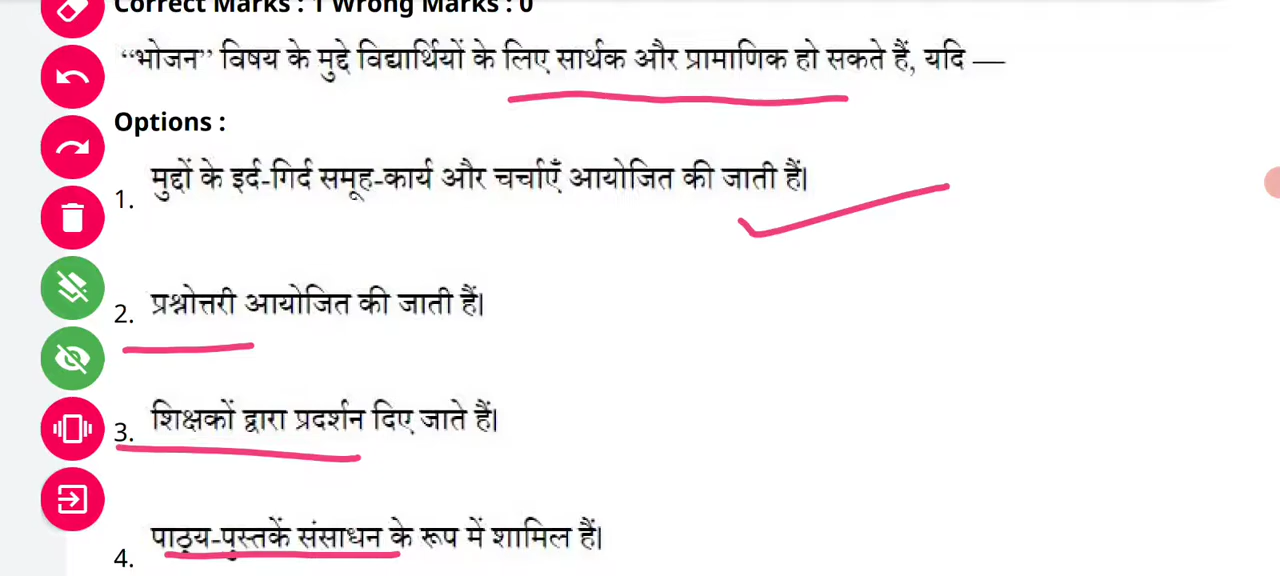 Correct Marks : 1 Wrong Marks : 0
“भोजन” विषय के मुद्दे विद्यार्थियों के लिए सार्थक और प्रामाणिक हो सकते हैं, यदि —
Options :
1. मुद्दों के इर्द-गिर्द समूह-कार्य और चर्चाएँ आयोजित की जाती हैं।
2. प्रश्नोत्तरी आयोजित की जाती हैं।
3. शिक्षकों द्वारा प्रदर्शन दिए जाते हैं।
4. पाठ्य-पुस्तकें संसाधन के रूप में शामिल हैं।